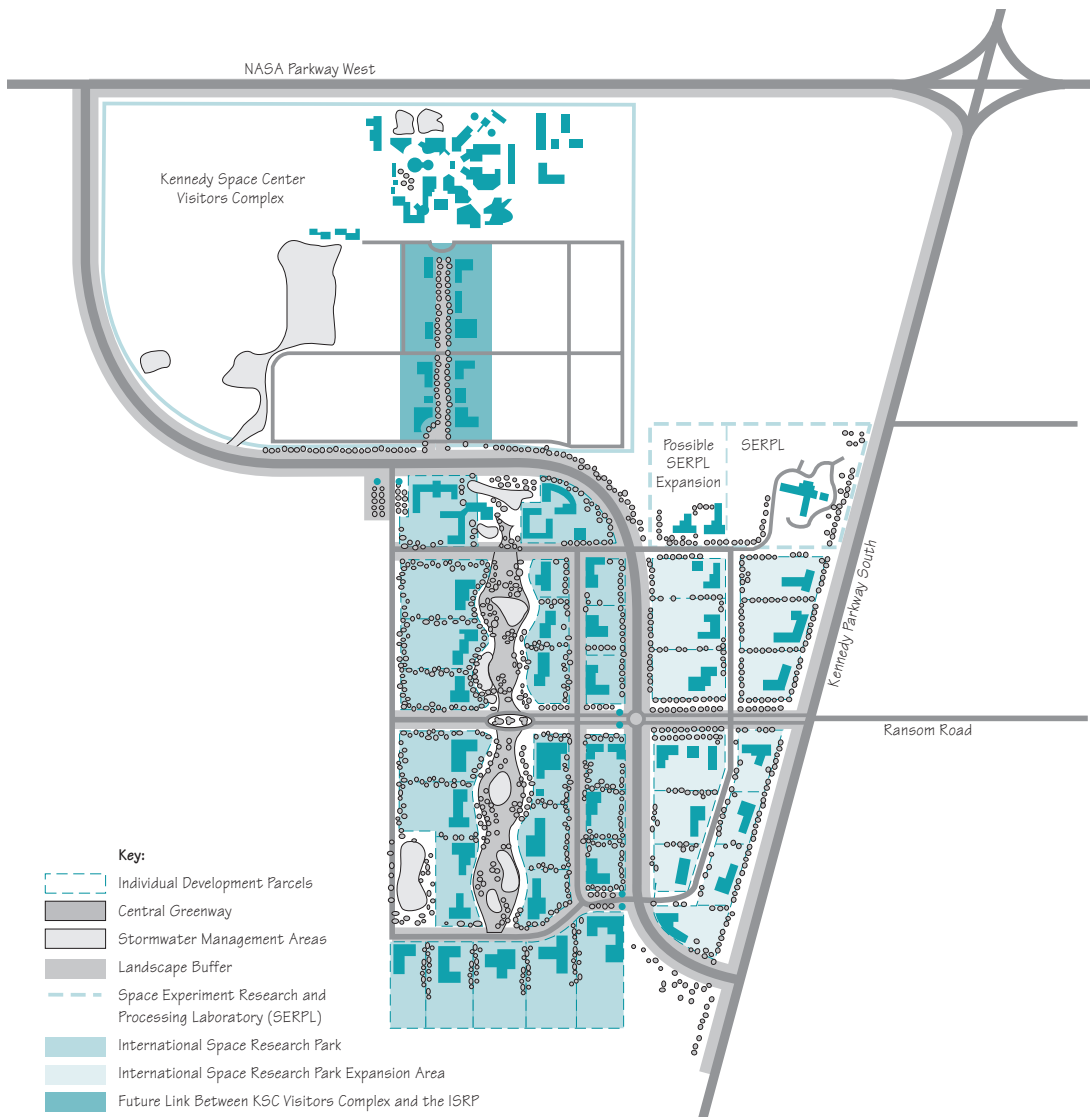 NASA Parkway West
Kennedy Space Center
Visitors Complex
Possible
SERPL
Expansion
SERPL
Kennedy Parkway South
Ransom Road
Key:
Individual Development Parcels
Central Greenway
Stormwater Management Areas
Landscape Buffer
Space Experiment Research and
Processing Laboratory (SERPL)
International Space Research Park
International Space Research Park Expansion Area
Future Link Between KSC Visitors Complex and the ISRP